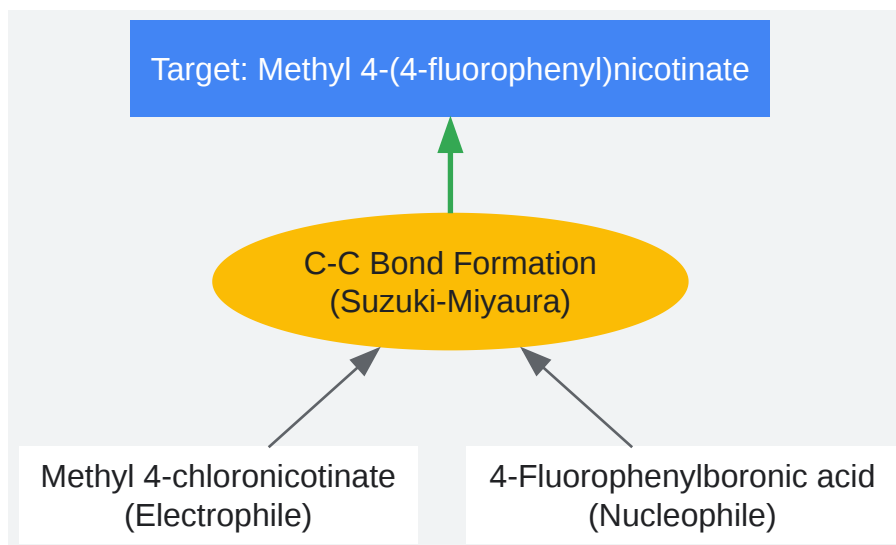 Target: Methyl 4-(4-fluorophenyl)nicotinate
C-C Bond Formation
(Suzuki-Miyaura)
Methyl 4-chloronicotinate
(Electrophile)
4-Fluorophenylboronic acid
(Nucleophile)